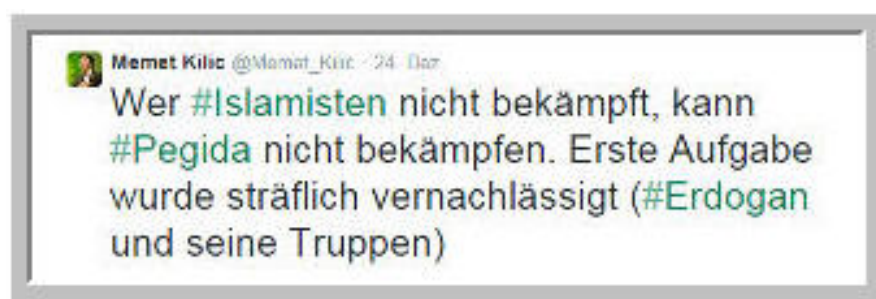 Memet Kilic @Memet_Kilic · 24. Dez.
Wer #Islamisten nicht bekämpft, kann
#Pegida nicht bekämpfen. Erste Aufgabe
wurde sträflich vernachlässigt (#Erdogan
und seine Truppen)